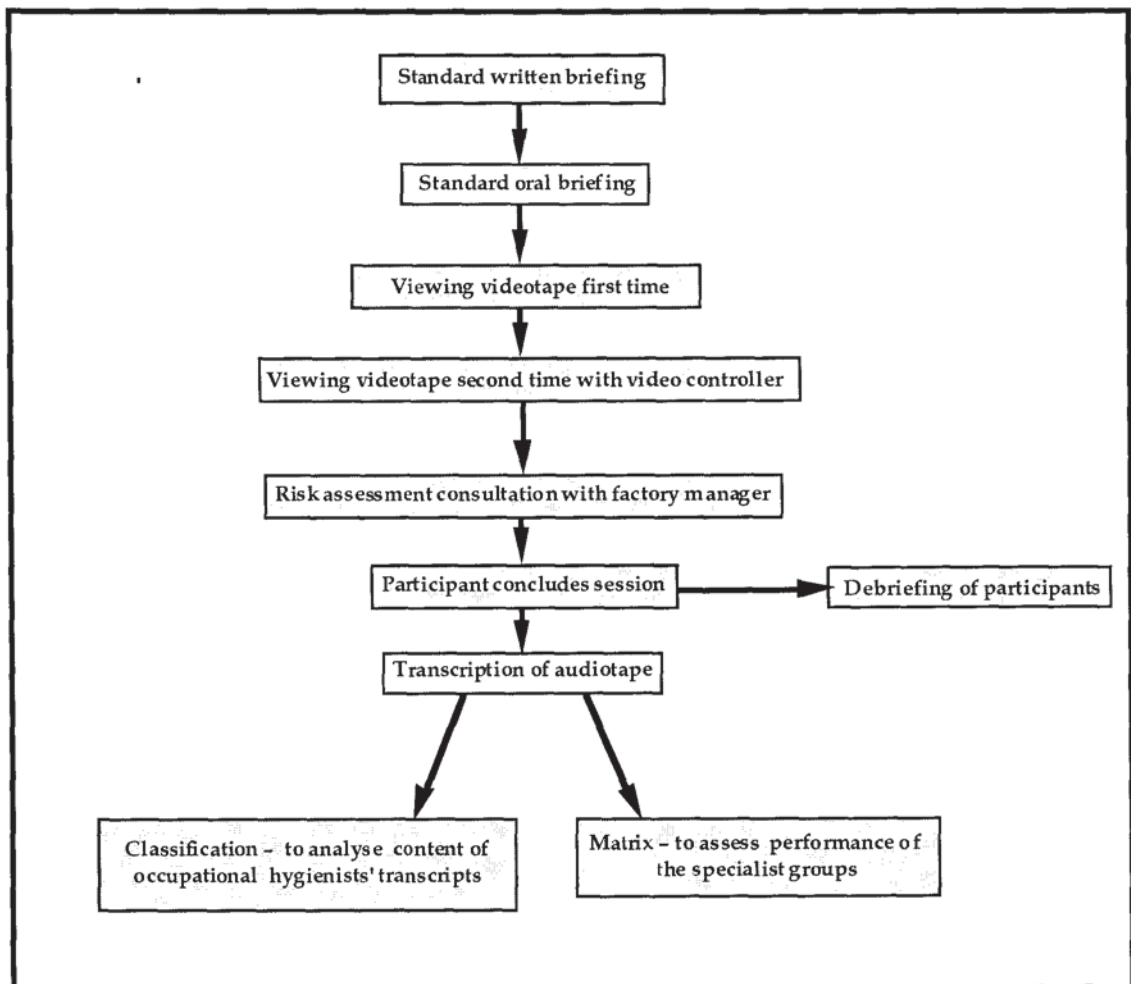 Standard written briefing
Standard oral briefing
Viewing videotape first time
Viewing videotape second time with video controller
Risk assessment consultation with factory manager
Participant concludes session
Debriefing of participants
Transcription of audiotape
Classification – to analyse content of
occupational hygienists' transcripts
Matrix – to assess performance of
the specialist groups